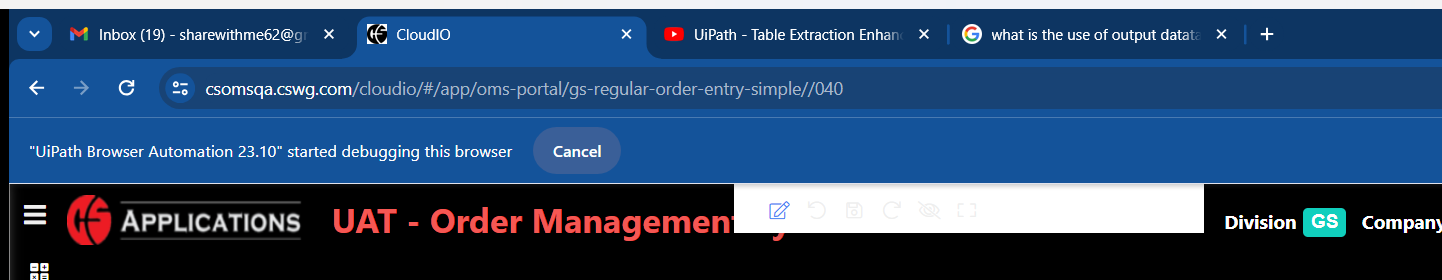 Inbox (19) - sharewithme62@gr
CloudIO
UiPath - Table Extraction Enhan
what is the use of output datata
csomsqa.cswg.com/cloudio/#/app/oms-portal/gs-regular-order-entry-simple//040
"UiPath Browser Automation 23.10" started debugging this browser
Cancel
APPLICATIONS
UAT - Order Management
Division GS Company